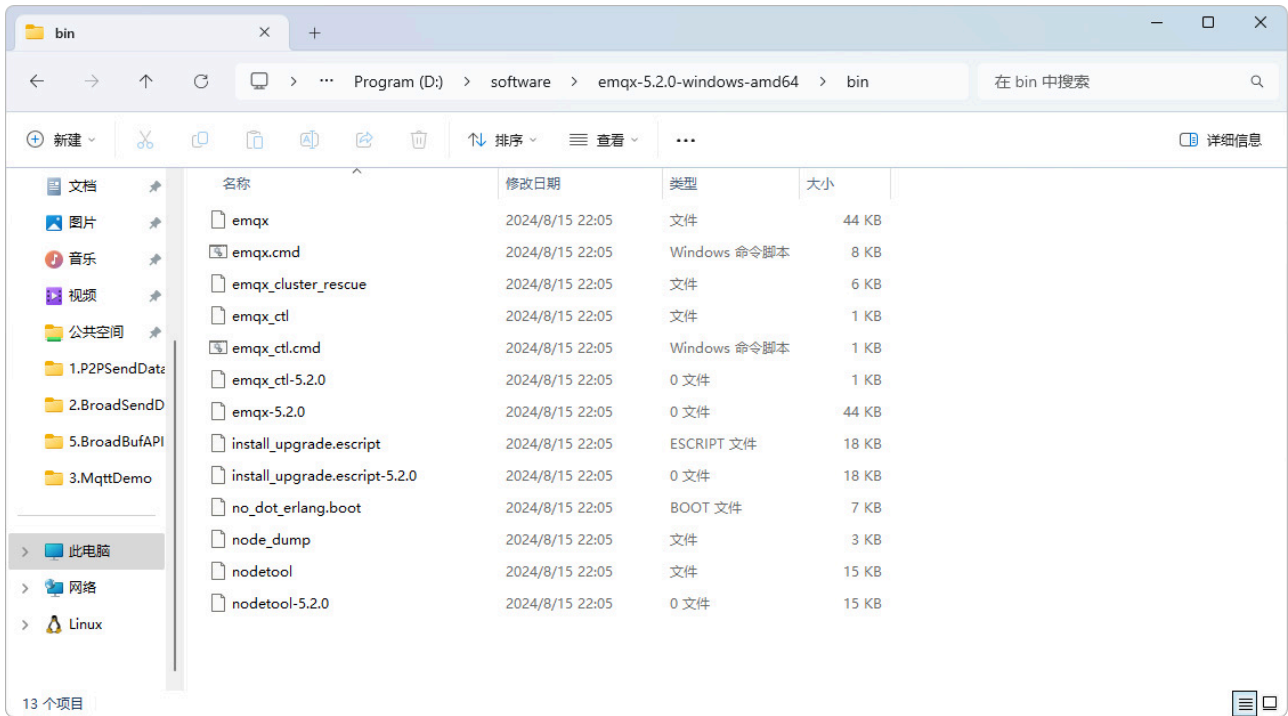 bin
Program (D:) > software > emqx-5.2.0-windows-amd64 > bin 在 bin 中搜索
新建 排序 查看 ... 详细信息
文档
图片
音乐
视频
公共空间
1.P2PSendData
2.BroadSendD
5.BroadBufAPI
3.MqttDemo
此电脑
网络
Linux
名称 修改日期 类型 大小
emqx 2024/8/15 22:05 文件 44 KB
emqx.cmd 2024/8/15 22:05 Windows 命令脚本 8 KB
emqx_cluster_rescue 2024/8/15 22:05 文件 6 KB
emqx_ctl 2024/8/15 22:05 文件 1 KB
emqx_ctl.cmd 2024/8/15 22:05 Windows 命令脚本 1 KB
emqx_ctl-5.2.0 2024/8/15 22:05 0 文件 1 KB
emqx-5.2.0 2024/8/15 22:05 0 文件 44 KB
install_upgrade.escript 2024/8/15 22:05 ESCRIPT 文件 18 KB
install_upgrade.escript-5.2.0 2024/8/15 22:05 0 文件 18 KB
no_dot_erlang.boot 2024/8/15 22:05 BOOT 文件 7 KB
node_dump 2024/8/15 22:05 文件 3 KB
nodetool 2024/8/15 22:05 文件 15 KB
nodetool-5.2.0 2024/8/15 22:05 0 文件 15 KB
13 个项目